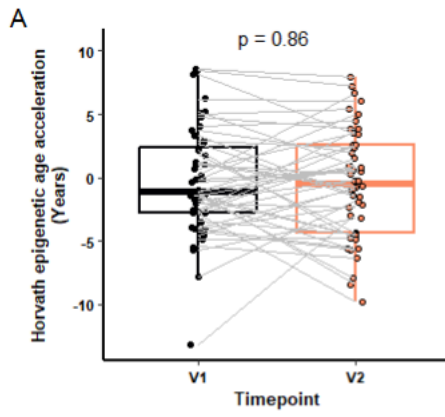 A
p = 0.86
Horvath epigenetic age acceleration
(Years)
10
5
0
-5
-10
V1
V2
Timepoint